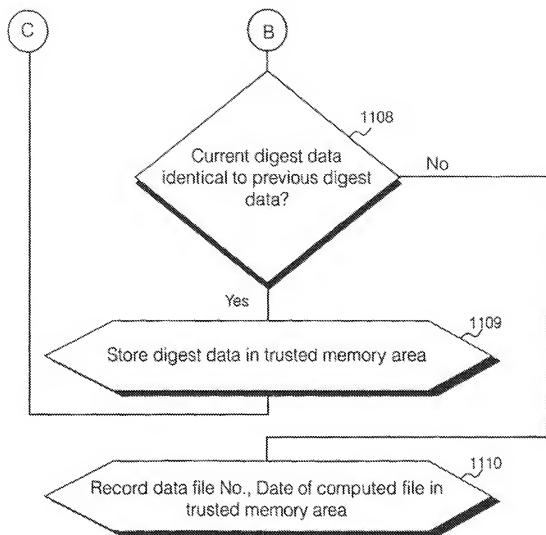 C
B
1108
Current digest data
identical to previous digest
data?
No
Yes
1109
Store digest data in trusted memory area
1110
Record data file No., Date of computed file in
trusted memory area